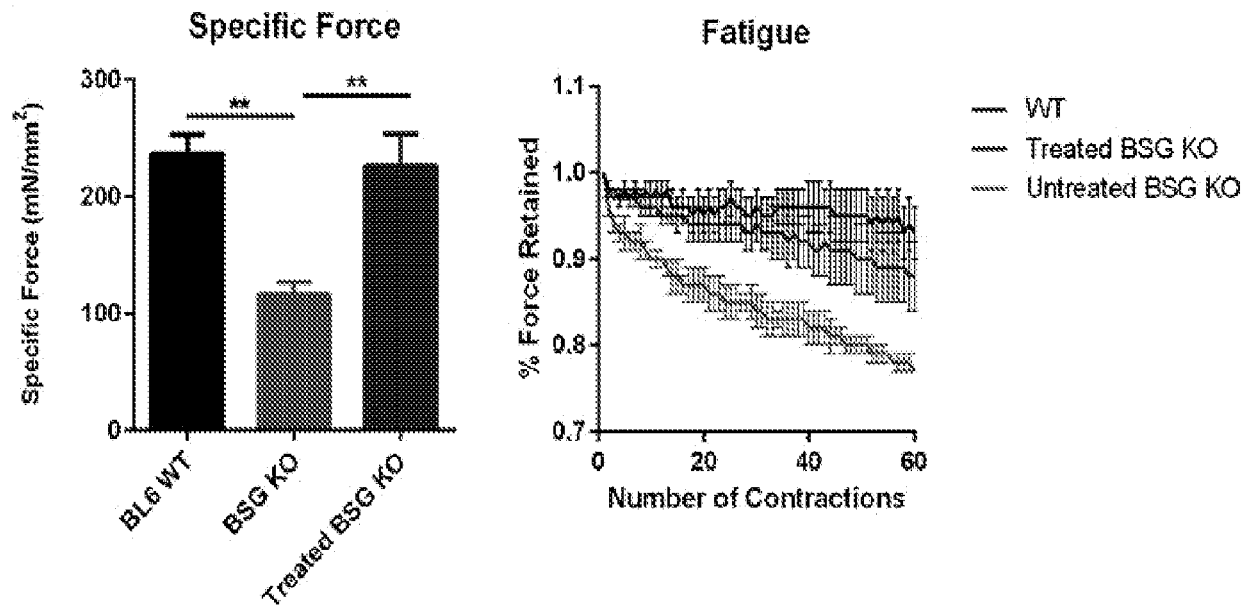 Specific Force
Specific Force (mN/mm²)
300
200
100
0
**
**
BL6 WT
BSG KO
Treated BSG KO
Fatigue
% Force Retained
1.1
1.0
0.9
0.8
0.7
0
20
40
60
Number of Contractions
WT
Treated BSG KO
Untreated BSG KO